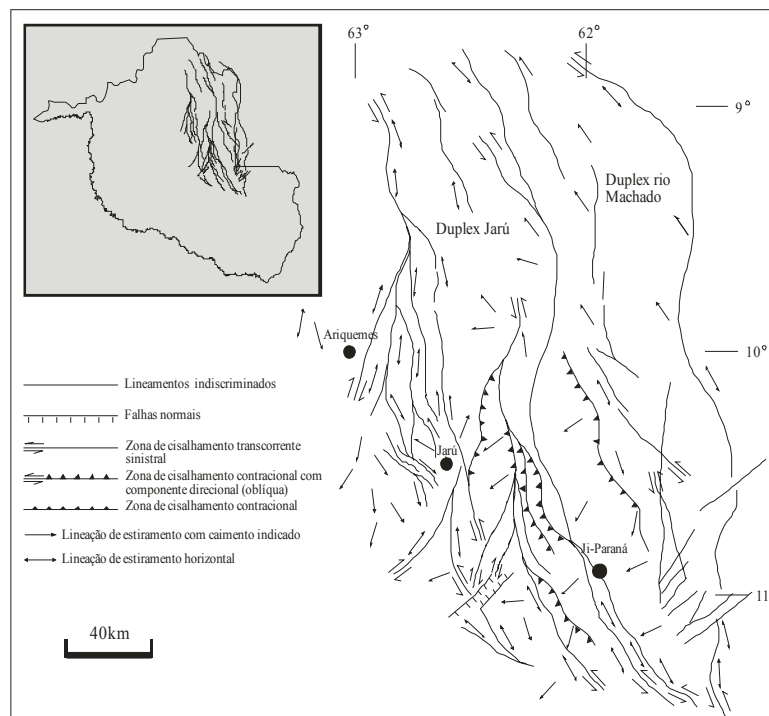 63°
62°
9°
Duplex rio
Machado
Duplex Jarú
Ariquemes
10°
Lineamentos indiscriminados
Falhas normais
Zona de cisalhamento transcorrente
sinistral
Jarú
Zona de cisalhamento contracional com
componente direcional (oblíqua)
Zona de cisalhamento contracional
Lineação de estiramento com caimento indicado
Ji-Paraná
Lineação de estiramento horizontal
11
40km